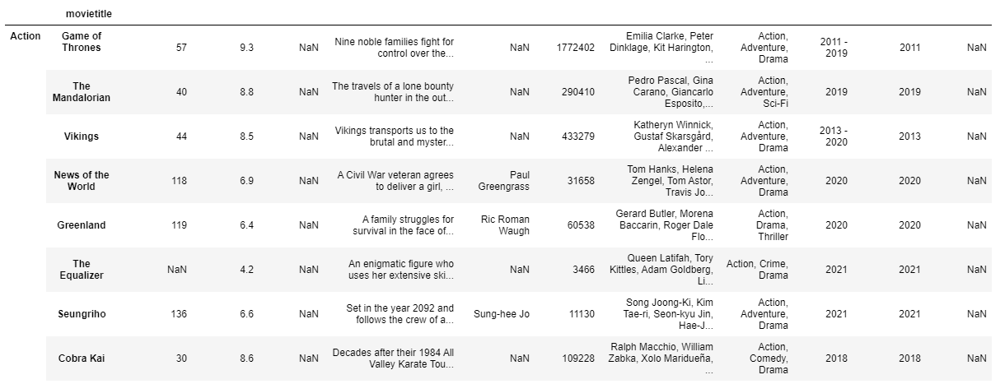 movietitle
Action Game of Thrones 57 9.3 NaN Nine noble families fight for control over the... NaN 1772402 Emilia Clarke, Peter Dinklage, Kit Harington, ... Action, Adventure, Drama 2011 - 2019 2011 NaN
The Mandalorian 40 8.8 NaN The travels of a lone bounty hunter in the out... NaN 290410 Pedro Pascal, Gina Carano, Giancarlo Esposito,... Action, Adventure, Sci-Fi 2019 2019 NaN
Vikings 44 8.5 NaN Vikings transports us to the brutal and myster... NaN 433279 Katheryn Winnick, Gustaf Skarsgård, Alexander ... Action, Adventure, Drama 2013 - 2020 2013 NaN
News of the World 118 6.9 NaN A Civil War veteran agrees to deliver a girl, ... Paul Greengrass 31658 Tom Hanks, Helena Zengel, Tom Astor, Travis Jo... Action, Adventure, Drama 2020 2020 NaN
Greenland 119 6.4 NaN A family struggles for survival in the face of... Ric Roman Waugh 60538 Gerard Butler, Morena Baccarin, Roger Dale Flo... Action, Drama, Thriller 2020 2020 NaN
The Equalizer NaN 4.2 NaN An enigmatic figure who uses her extensive ski... NaN 3466 Queen Latifah, Tory Kittles, Adam Goldberg, Li... Action, Crime, Drama 2021 2021 NaN
Seungriho 136 6.6 NaN Set in the year 2092 and follows the crew of a... Sung-hee Jo 11130 Song Joong-Ki, Kim Tae-ri, Seon-kyu Jin, Hae-J... Action, Adventure, Drama 2021 2021 NaN
Cobra Kai 30 8.6 NaN Decades after their 1984 All Valley Karate Tou... NaN 109228 Ralph Macchio, William Zabka, Xolo Maridueña, ... Action, Comedy, Drama 2018 2018 NaN